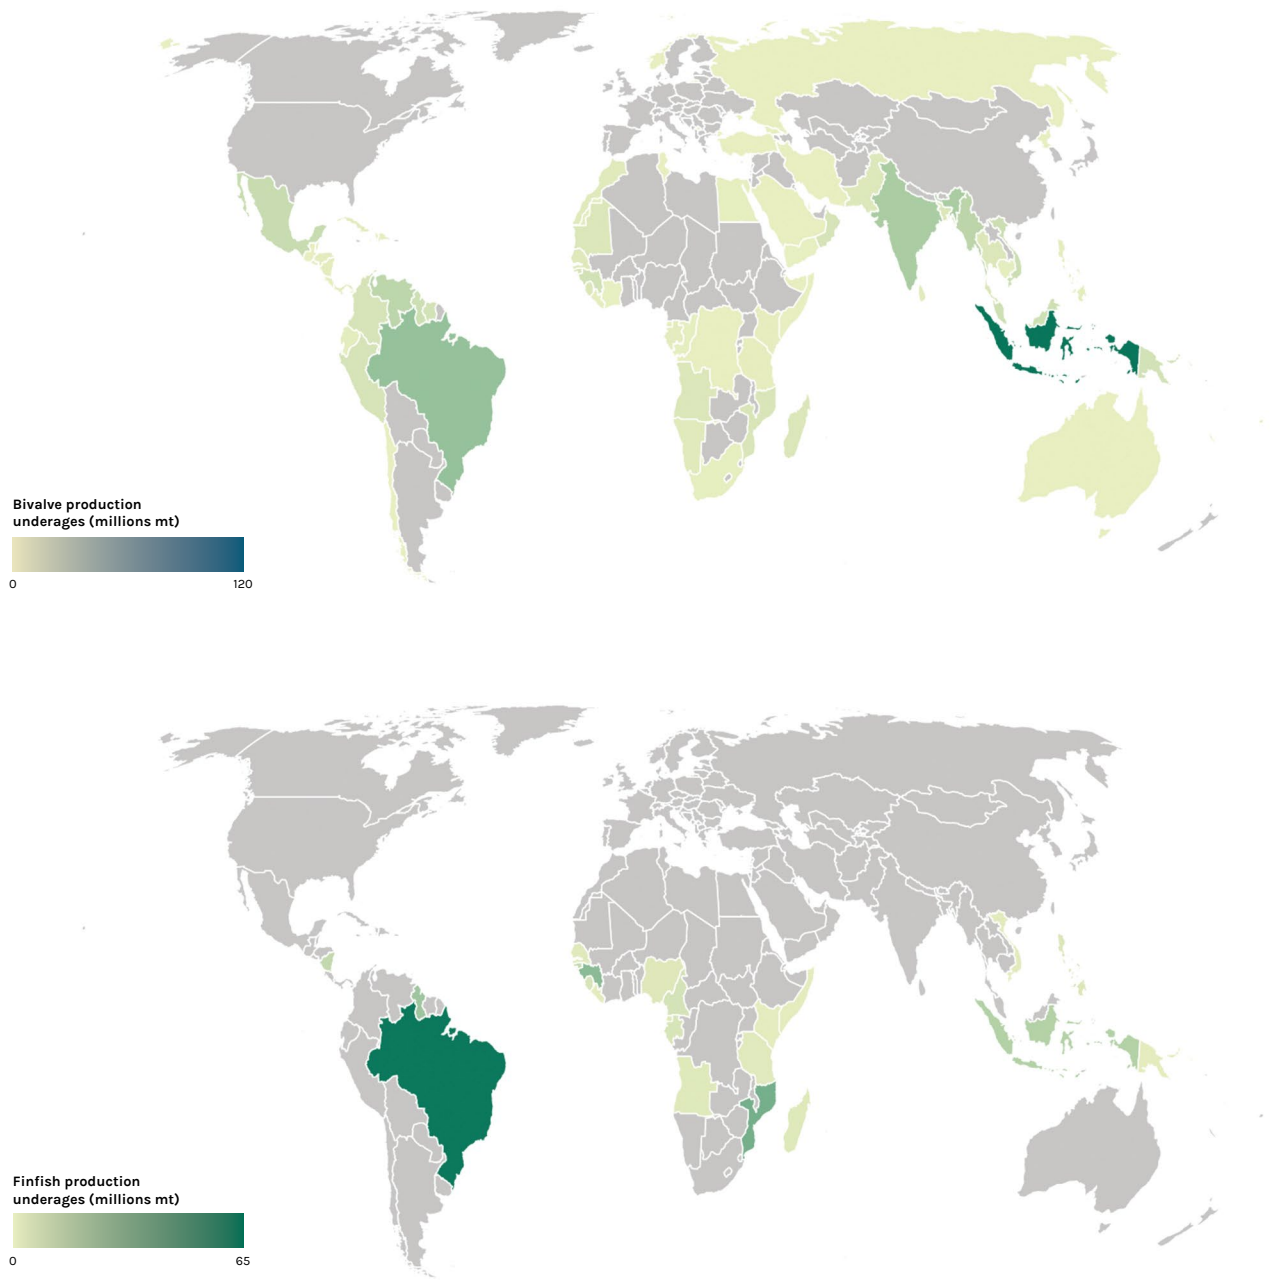 Bivalve production
underages (millions mt)
0 120
Finfish production
underages (millions mt)
0 65